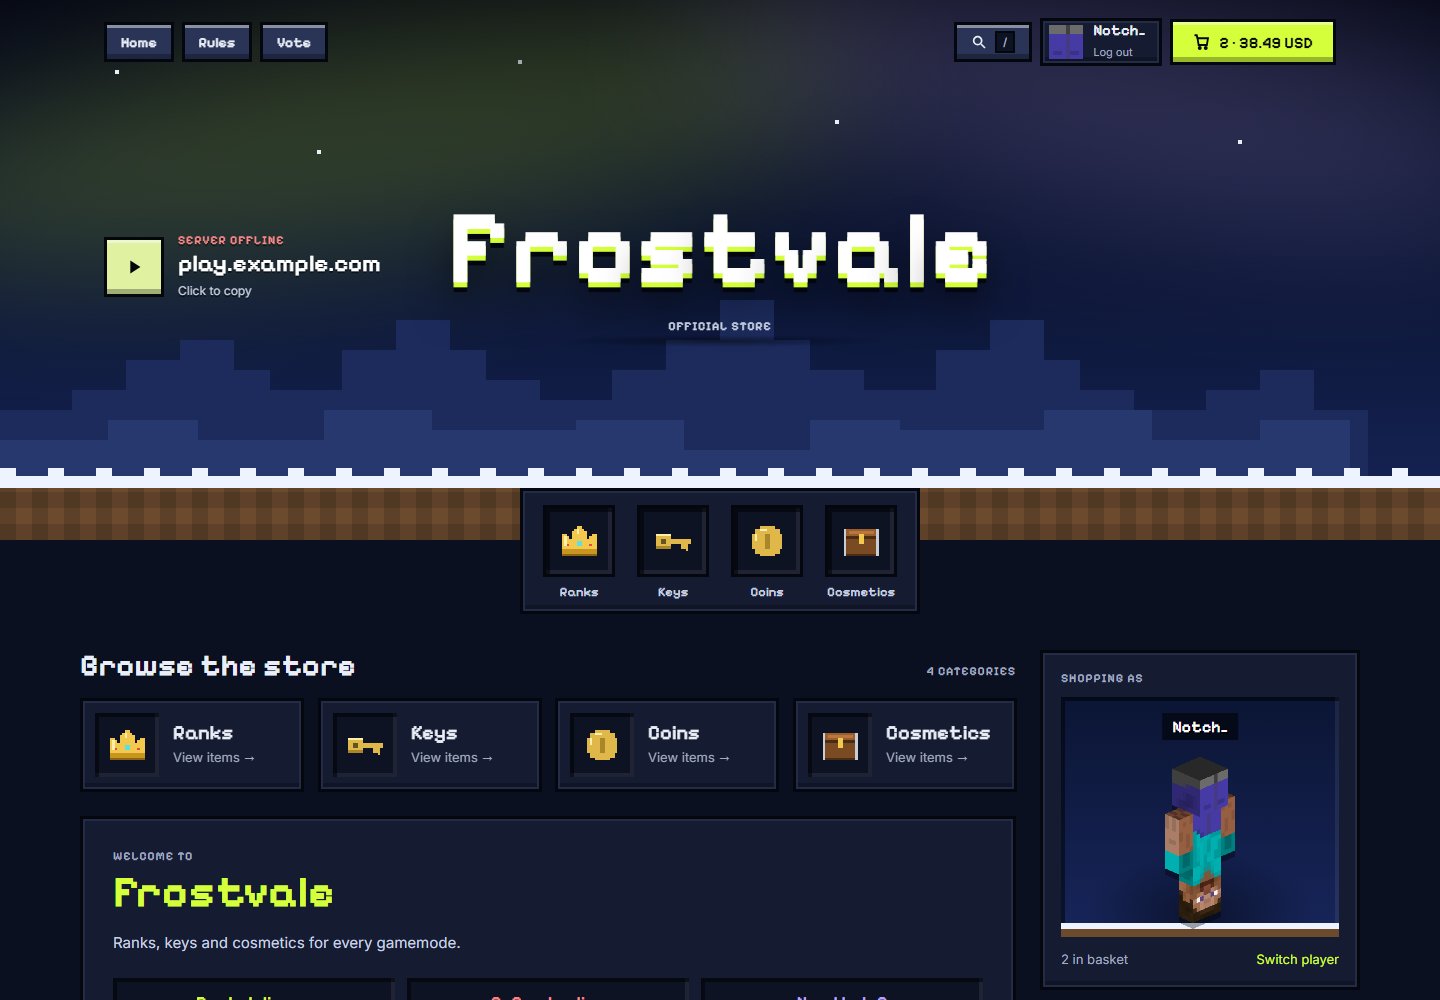 Home
Rules
Vote
/
Notch_
Log out
2 · 38.49 USD
SERVER OFFLINE
play.example.com
Click to copy
Frostvale
OFFICIAL STORE
Ranks
Keys
Coins
Cosmetics
Browse the store
4 CATEGORIES
Ranks
View items →
Keys
View items →
Coins
View items →
Cosmetics
View items →
SHOPPING AS
Notch_
2 in basket
Switch player
WELCOME TO
Frostvale
Ranks, keys and cosmetics for every gamemode.